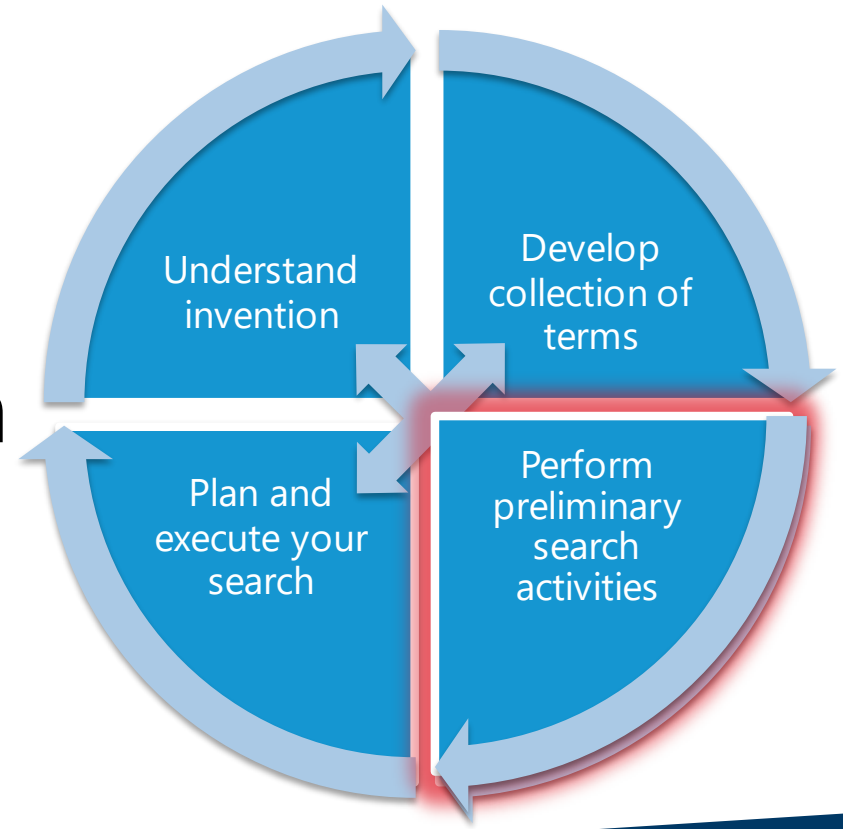 Understand
invention
Develop
collection of
terms
n
Plan and
execute your
search
Perform
preliminary
search
activities